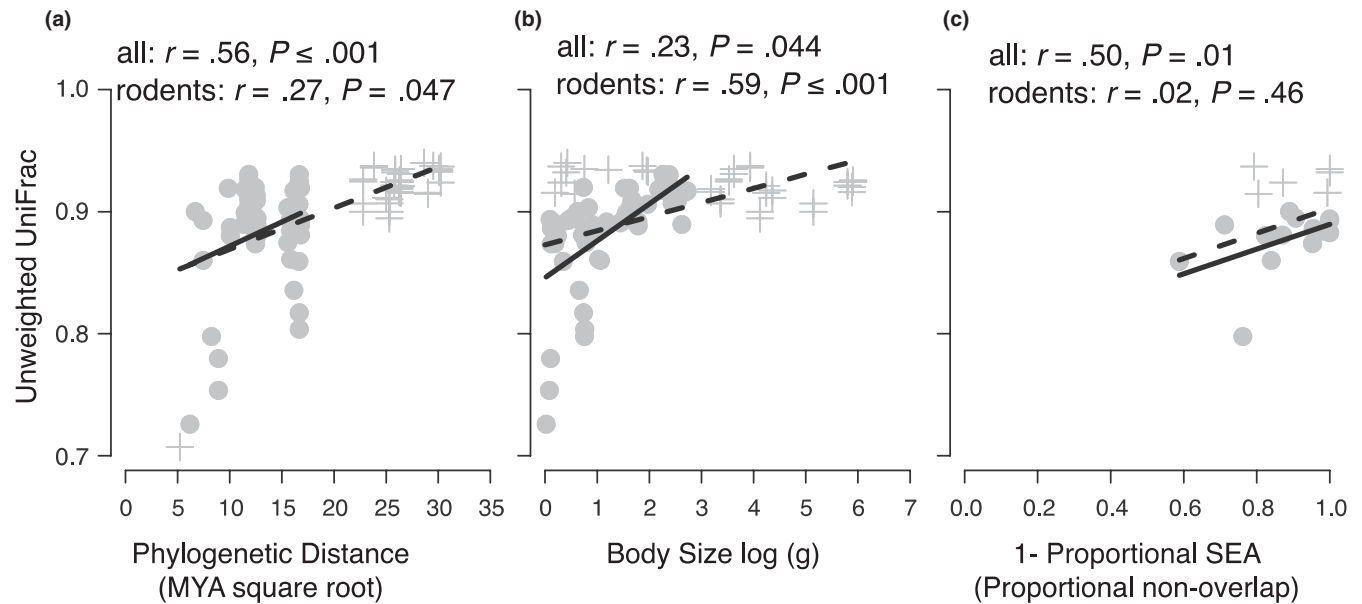 (a)
all: r = .56, P ≤ .001
rodents: r = .27, P = .047
(b)
all: r = .23, P = .044
rodents: r = .59, P ≤ .001
(c)
all: r = .50, P = .01
rodents: r = .02, P = .46
Unweighted UniFrac
1.0
0.9
0.8
0.7
0 5 10 15 20 25 30 35
Phylogenetic Distance
(MYA square root)
0 1 2 3 4 5 6 7
Body Size log (g)
0.0 0.2 0.4 0.6 0.8 1.0
1- Proportional SEA
(Proportional non-overlap)